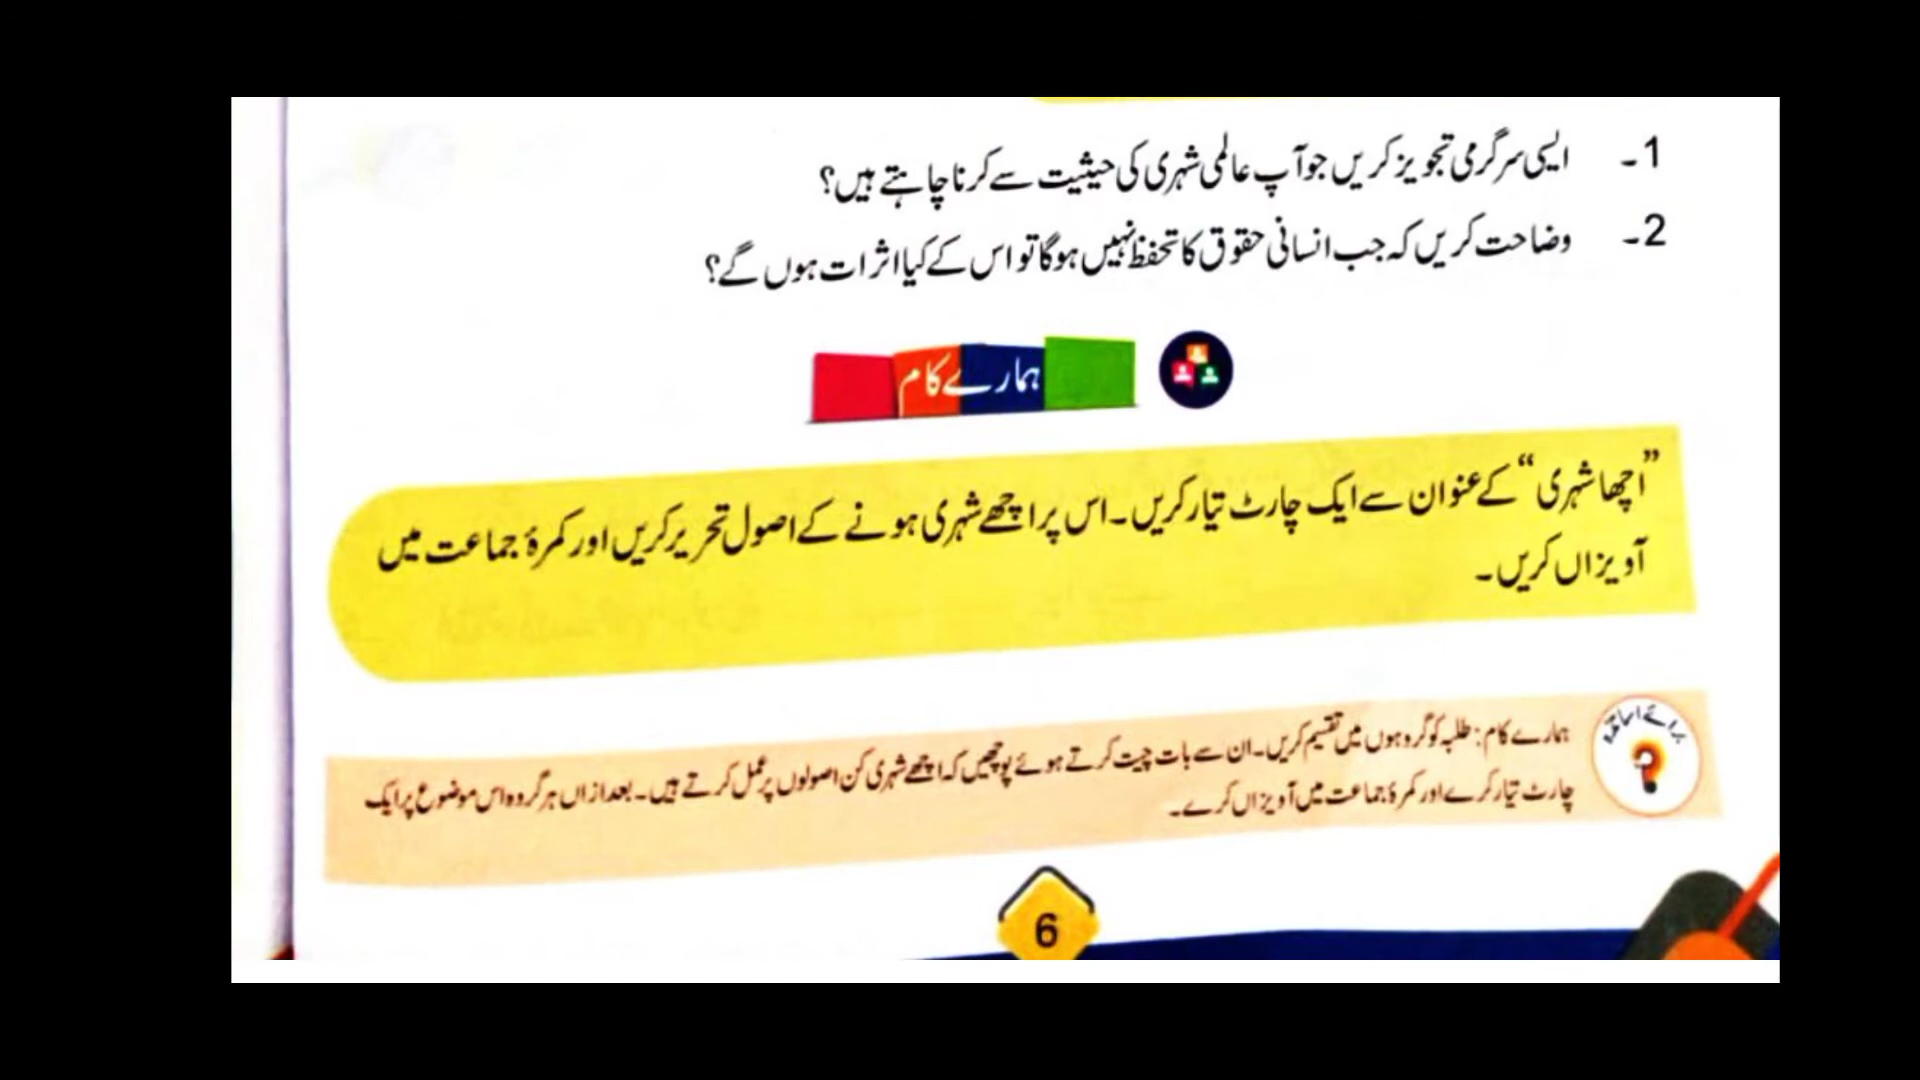 1۔ ایسی سرگرمی تجویز کریں جو آپ عالمی شہری کی حیثیت سے کرنا چاہتے ہیں؟
2۔ وضاحت کریں کہ جب انسانی حقوق کا تحفظ نہیں ہوگا تو اس کے کیا اثرات ہوں گے؟
ہمارے کام
”اچھا شہری“ کے عنوان سے ایک چارٹ تیار کریں۔ اس پر اچھے شہری ہونے کے اصول تحریر کریں اور کمرۂ جماعت میں
آویزاں کریں۔
برائے اساتذہ
ہمارے کام: طلبہ کو گروہوں میں تقسیم کریں۔ ان سے بات چیت کرتے ہوئے پوچھیں کہ اچھے شہری کن اصولوں پر عمل کرتے ہیں۔ بعد ازاں ہر گروہ اس موضوع پر ایک
چارٹ تیار کرے اور کمرۂ جماعت میں آویزاں کرے۔
6